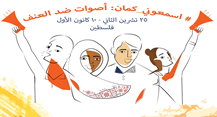 # اسمعوني كمان: أصوات ضد العنف
٢٥ تشرين الثاني - ١٠ كانون الأول
فلسطين